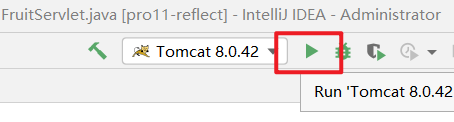 FruitServlet.java [pro11-reflect] - IntelliJ IDEA - Administrator
Tomcat 8.0.42
Run 'Tomcat 8.0.42